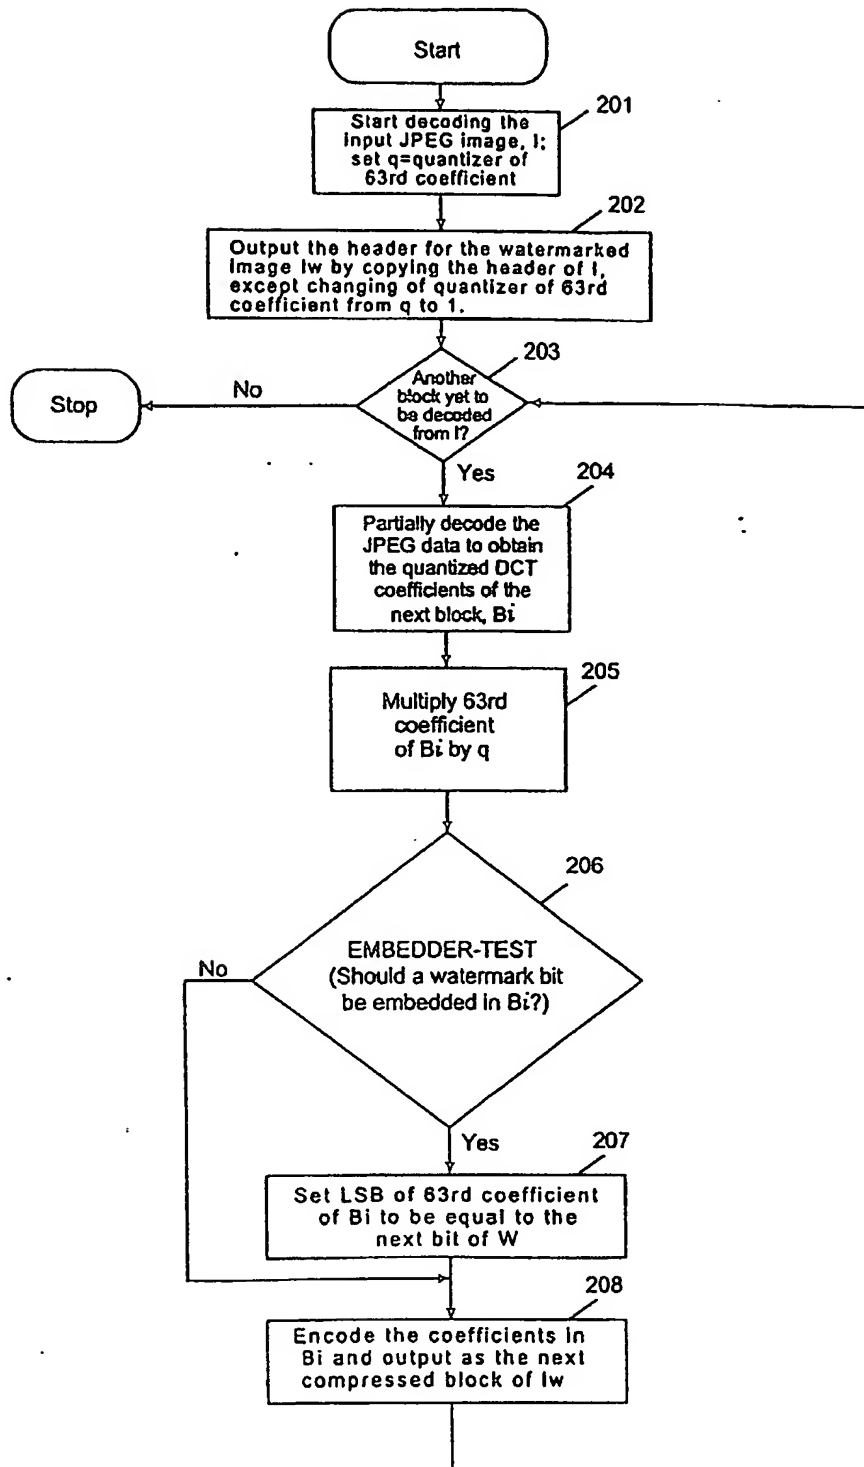 Start
201
Start decoding the
input JPEG image, I;
set q=quantizer of
63rd coefficient
202
Output the header for the watermarked
image Iw by copying the header of I,
except changing of quantizer of 63rd
coefficient from q to 1.
203
Another
block yet to
be decoded
from I?
No
Stop
Yes
204
Partially decode the
JPEG data to obtain
the quantized DCT
coefficients of the
next block, Bi
205
Multiply 63rd
coefficient
of Bi by q
206
EMBEDDER-TEST
(Should a watermark bit
be embedded in Bi?)
No
Yes
207
Set LSB of 63rd coefficient
of Bi to be equal to the
next bit of W
208
Encode the coefficients in
Bi and output as the next
compressed block of Iw